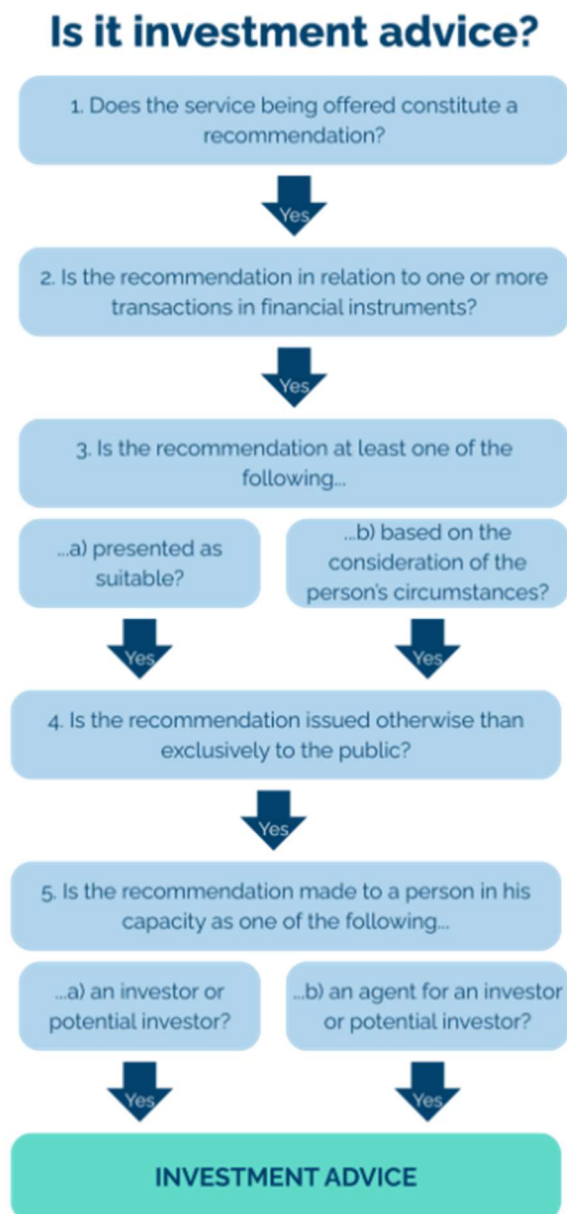 Is it investment advice?
1. Does the service being offered constitute a
recommendation?
Yes
2. Is the recommendation in relation to one or more
transactions in financial instruments?
Yes
3. Is the recommendation at least one of the
following...
...a) presented as
suitable?
...b) based on the
consideration of the
person's circumstances?
Yes
Yes
4. Is the recommendation issued otherwise than
exclusively to the public?
Yes
5. Is the recommendation made to a person in his
capacity as one of the following...
...a) an investor or
potential investor?
...b) an agent for an investor
or potential investor?
Yes
Yes
INVESTMENT ADVICE